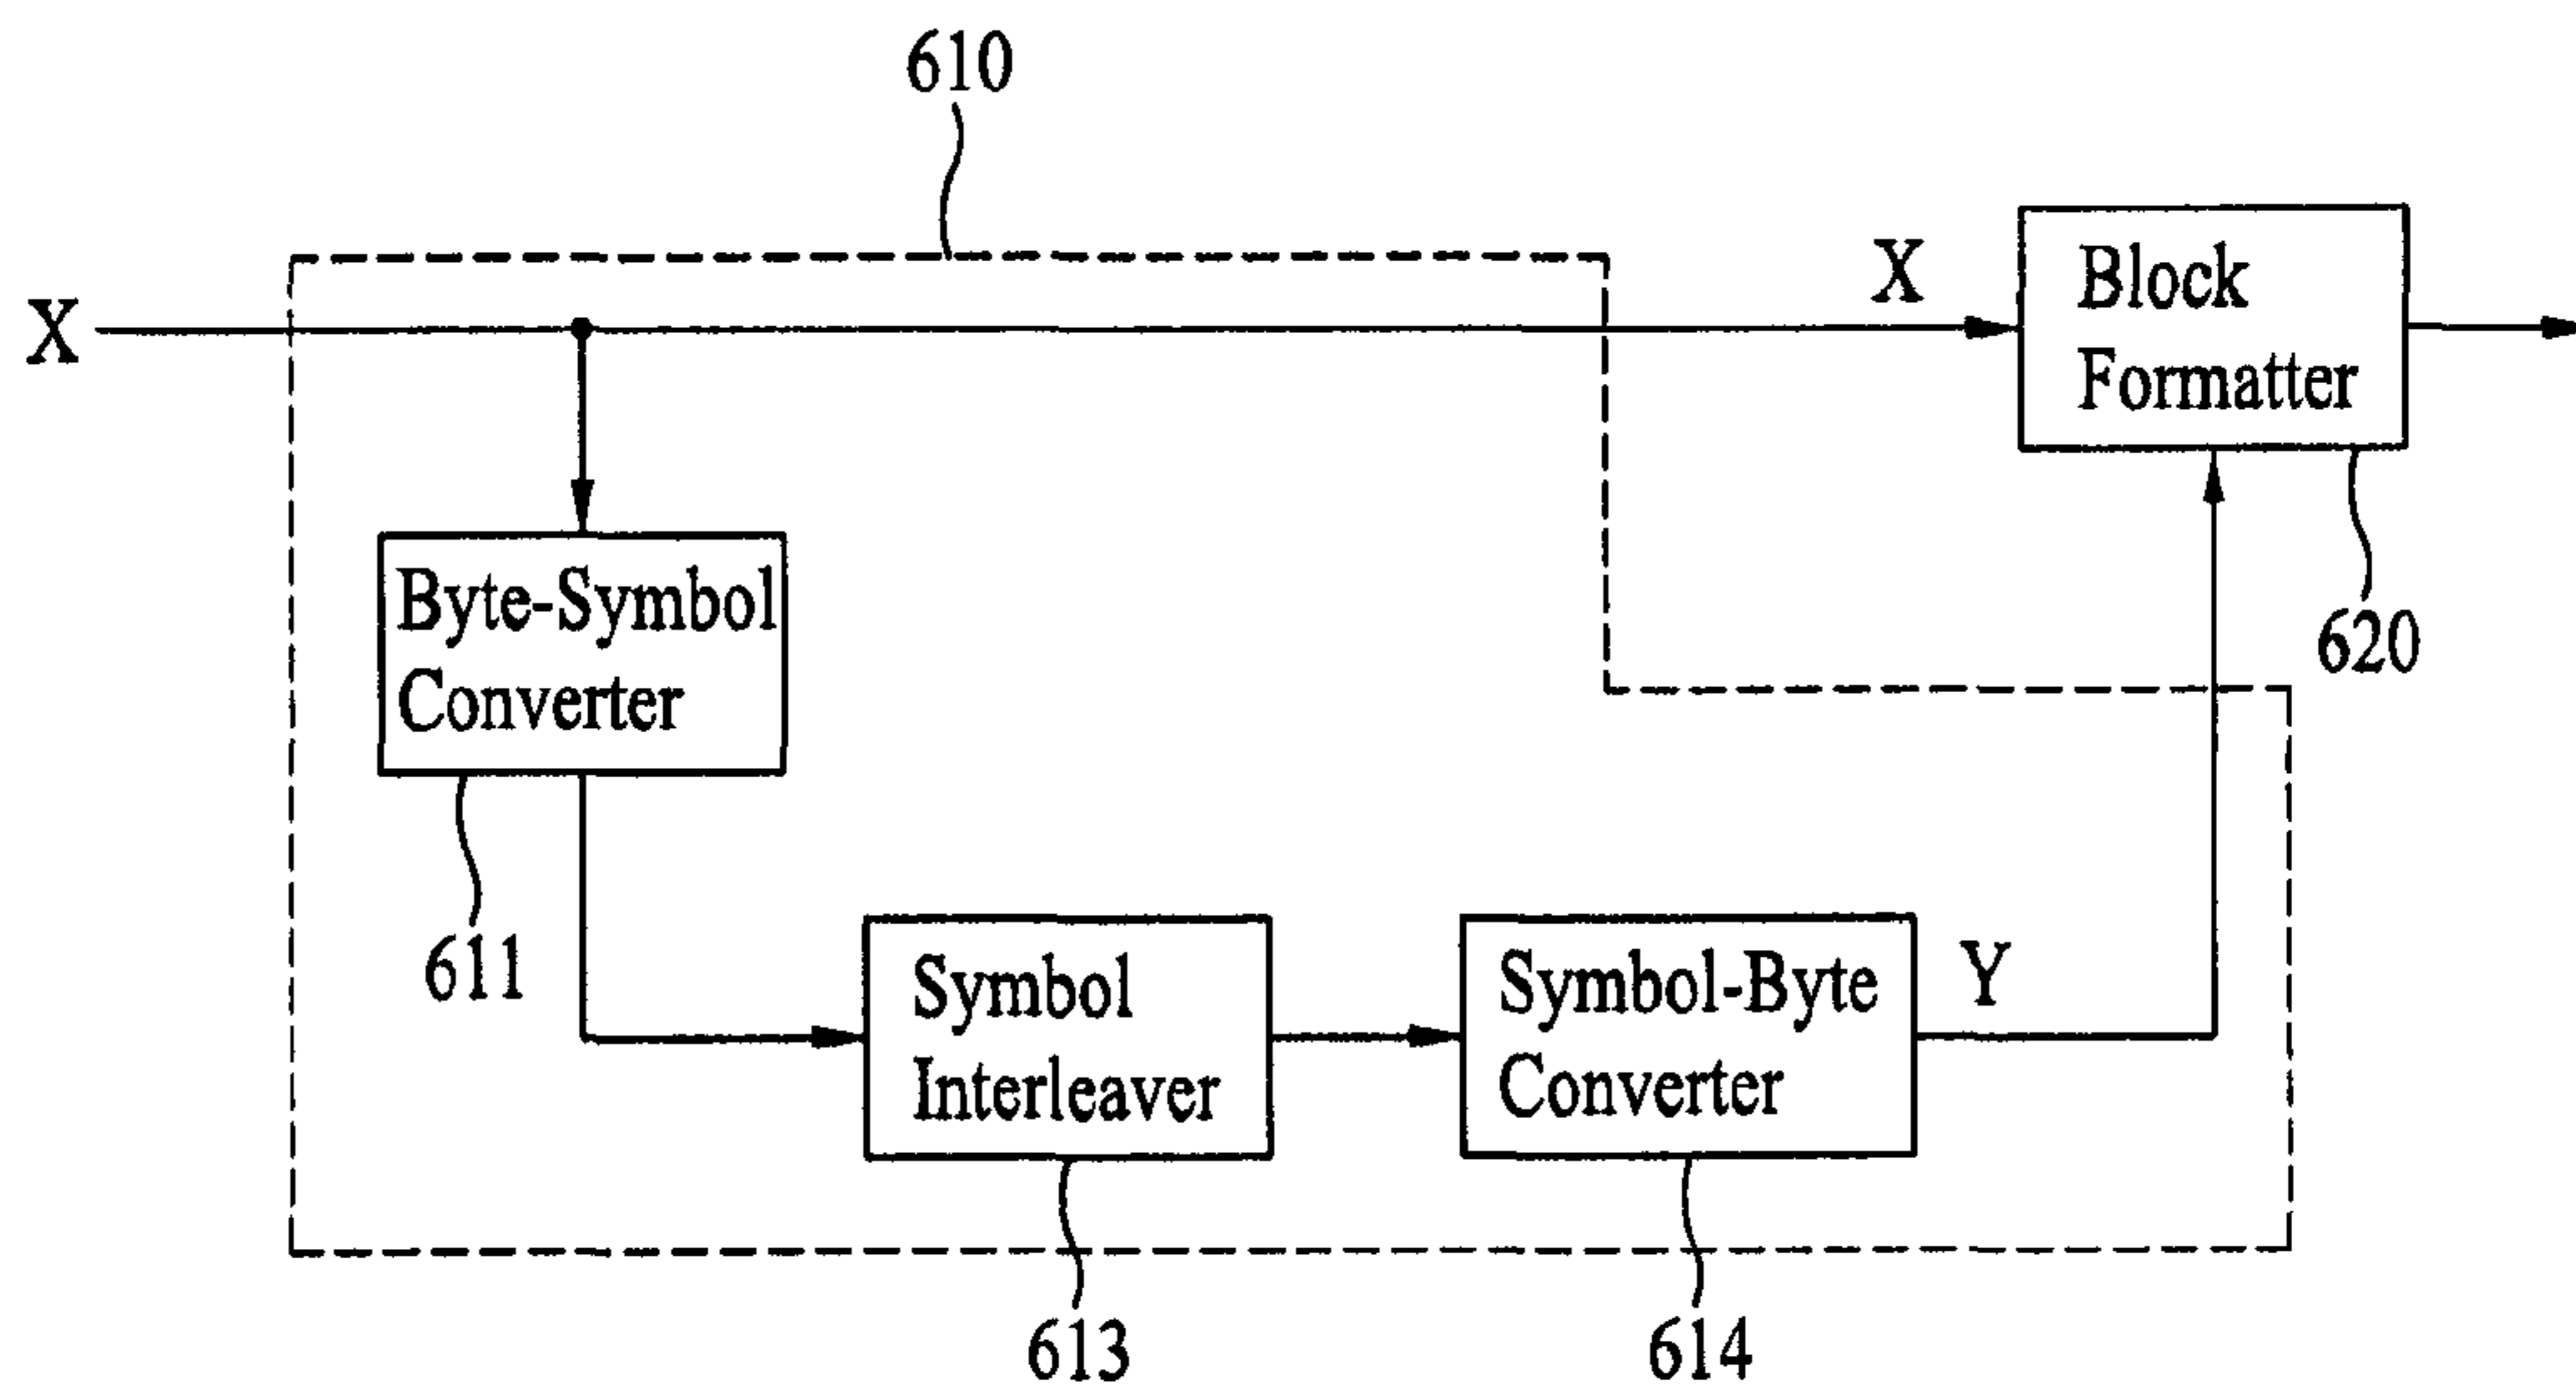 610
X
X
Block
Formatter
Byte-Symbol
Converter
620
611
Symbol
Interleaver
Symbol-Byte
Converter
Y
613
614